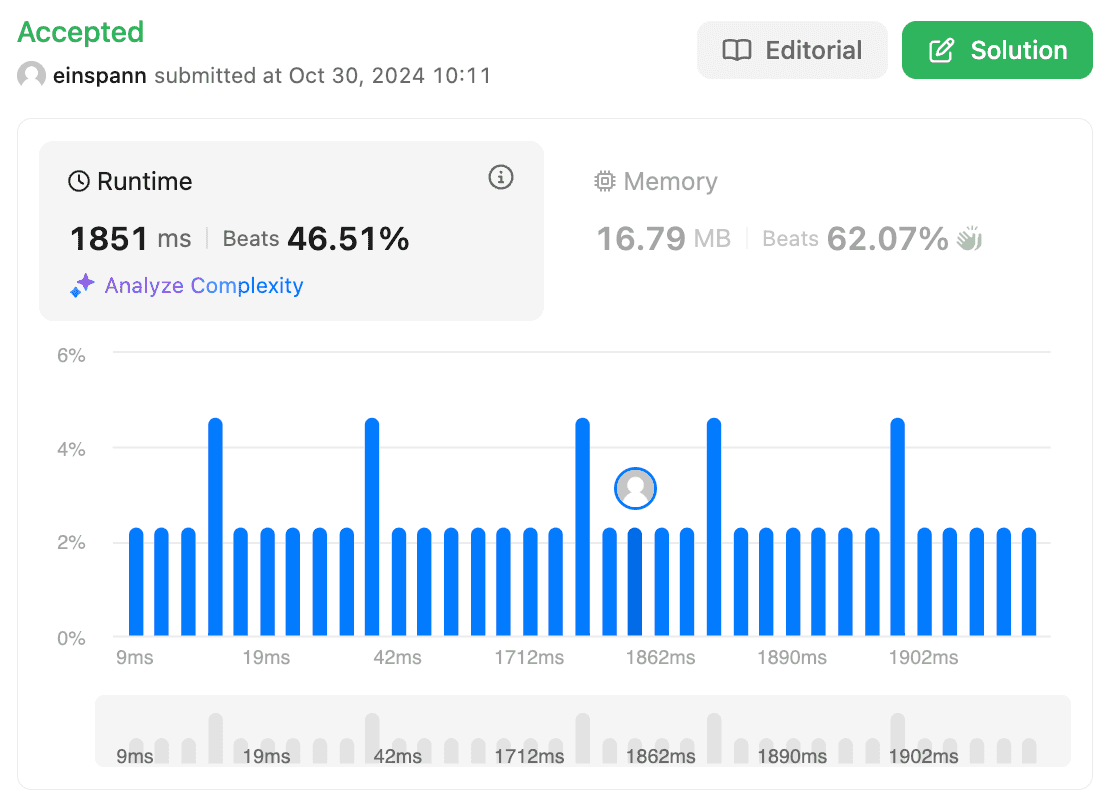 Accepted
einspann submitted at Oct 30, 2024 10:11
Editorial
Solution
Runtime
1851 ms Beats 46.51%
Analyze Complexity
Memory
16.79 MB Beats 62.07%
6%
4%
2%
0%
9ms 19ms 42ms 1712ms 1862ms 1890ms 1902ms
9ms 19ms 42ms 1712ms 1862ms 1890ms 1902ms